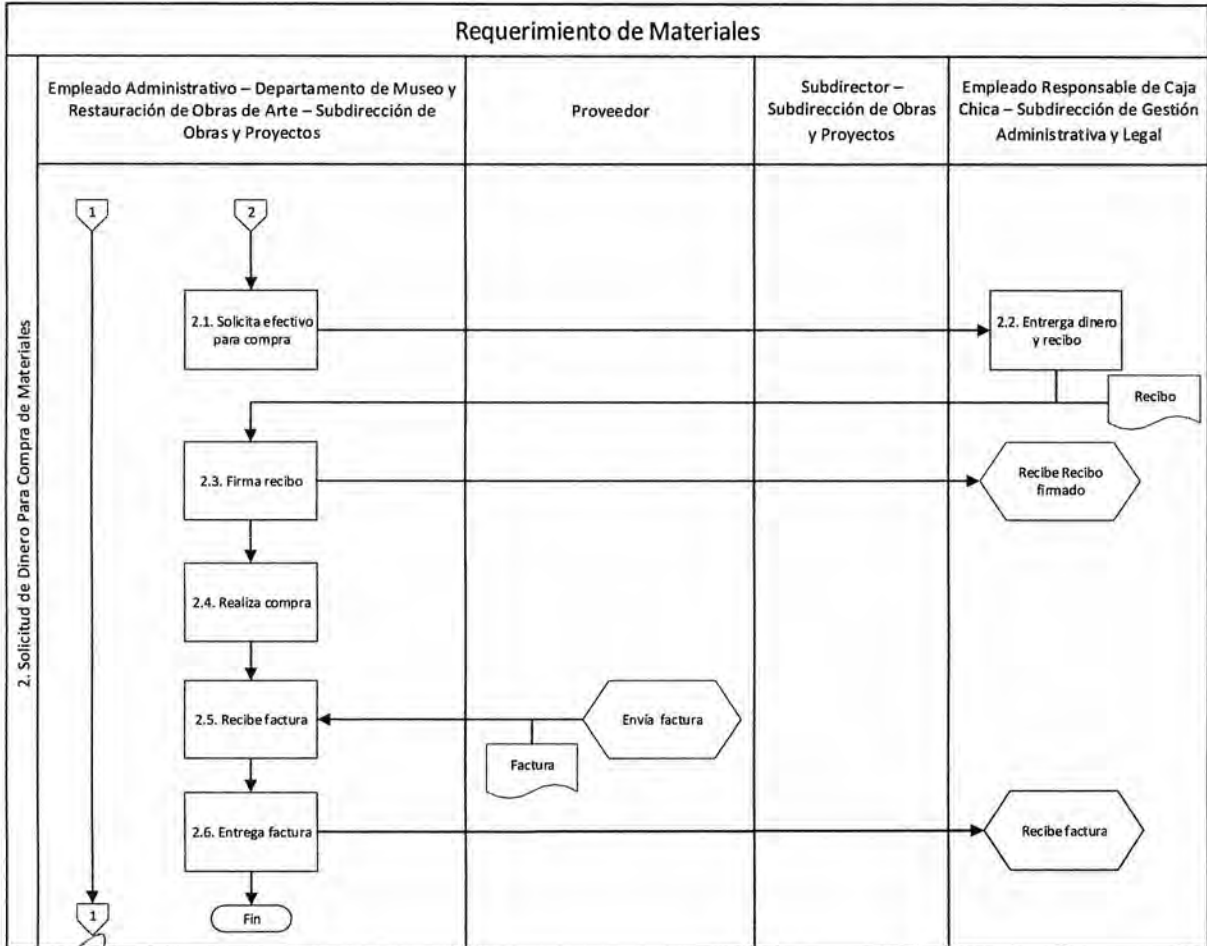 Requerimiento de Materiales
Empleado Administrativo – Departamento de Museo y
Restauración de Obras de Arte – Subdirección de
Obras y Proyectos
Proveedor
Subdirector –
Subdirección de Obras
y Proyectos
Empleado Responsable de Caja
Chica – Subdirección de Gestión
Administrativa y Legal
2. Solicitud de Dinero Para Compra de Materiales
1
2
2.1. Solicita efectivo
para compra
2.2. Entrerga dinero
y recibo
Recibo
2.3. Firma recibo
Recibe Recibo
firmado
2.4. Realiza compra
2.5. Recibe factura
Envía factura
Factura
2.6. Entrega factura
Recibe factura
1
Fin